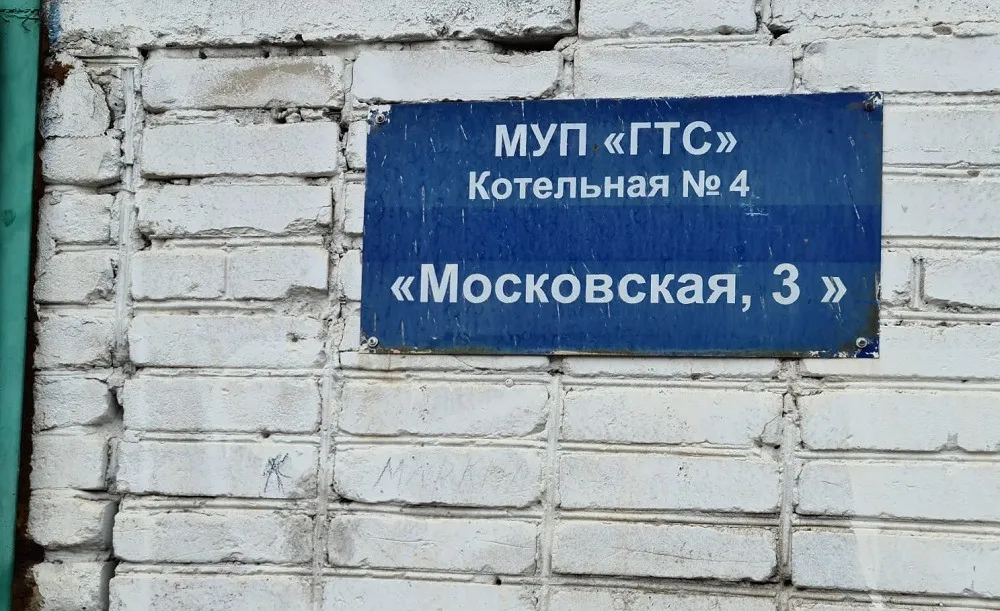 МУП «ГТС»
Котельная № 4
«Московская, 3 »
Ж